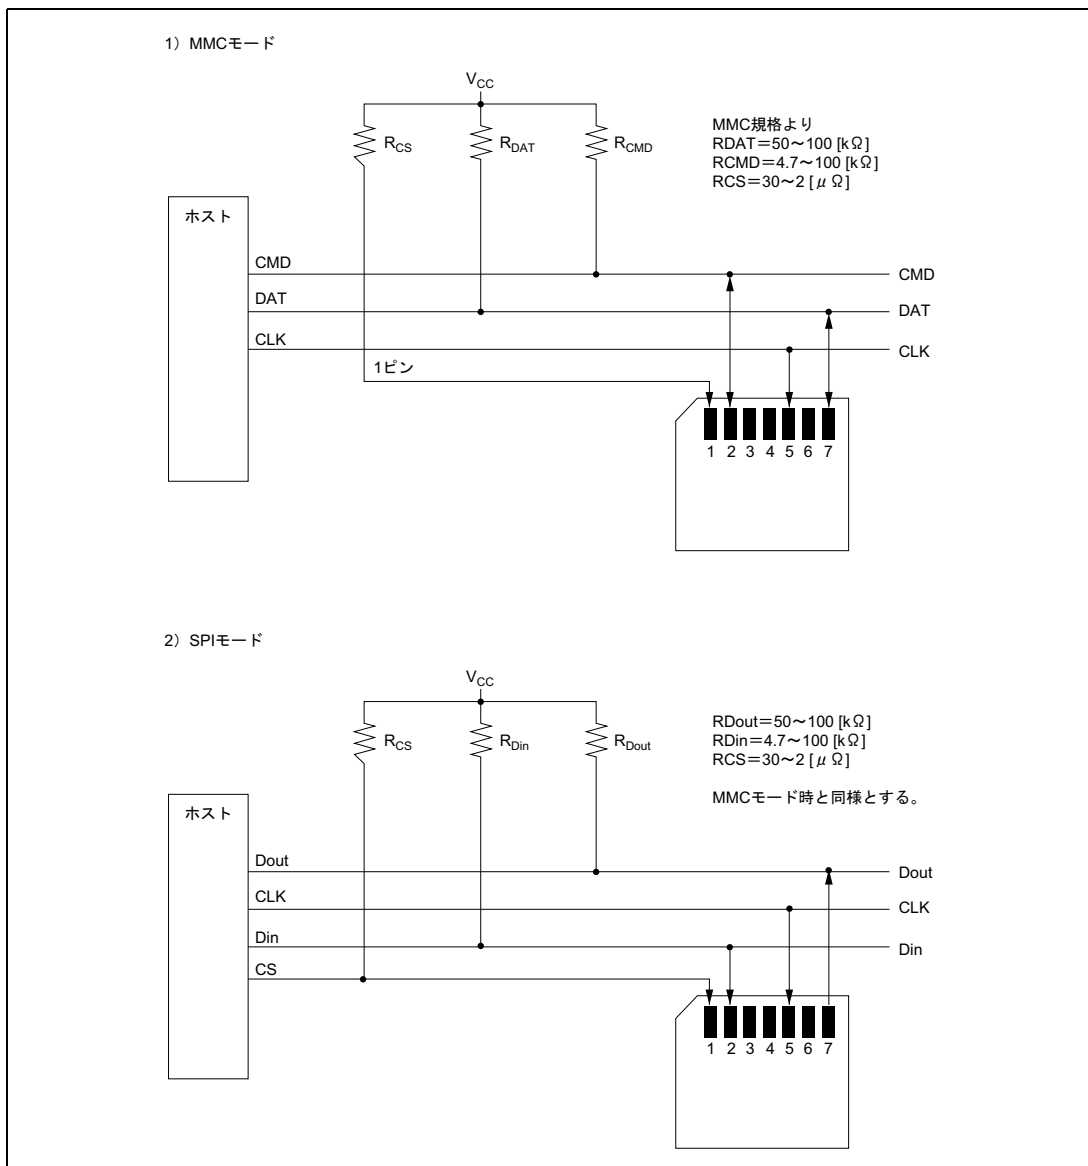 1）MMCモード
VCC
RCS
RDAT
RCMD
MMC規格より
RDAT＝50～100 [kΩ]
RCMD＝4.7～100 [kΩ]
RCS＝30～2 [μΩ]
ホスト
CMD
CMD
DAT
DAT
CLK
CLK
1ピン
1 2 3 4 5 6 7
2）SPIモード
VCC
RCS
RDin
RDout
RDout＝50～100 [kΩ]
RDin＝4.7～100 [kΩ]
RCS＝30～2 [μΩ]
MMCモード時と同様とする。
ホスト
Dout
Dout
CLK
CLK
Din
Din
CS
1 2 3 4 5 6 7